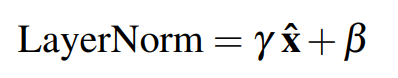 LayerNorm = γ x̂ + β